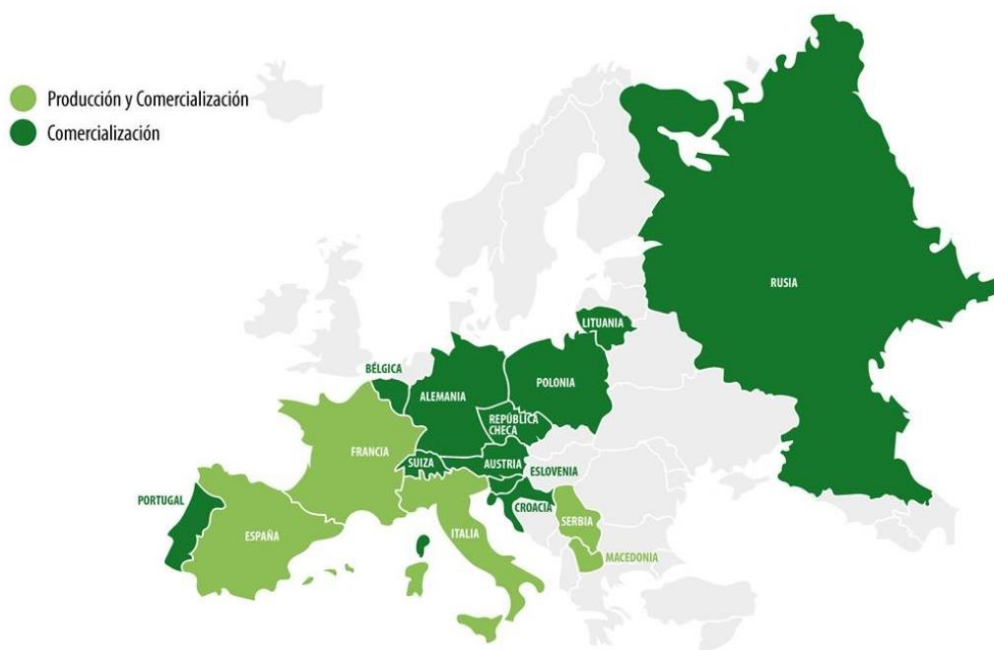 Producción y Comercialización
Comercialización
RUSIA
LITUANIA
BÉLGICA
ALEMANIA
POLONIA
REPÚBLICA
CHECA
FRANCIA
SUIZA
AUSTRIA
ESLOVENIA
PORTUGAL
CROACIA
ESPAÑA
ITALIA
SERBIA
MACEDONIA